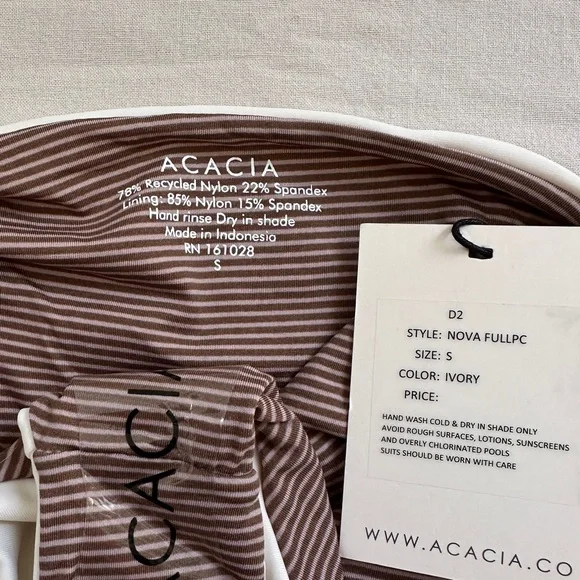 ACACIA
78% Recycled Nylon 22% Spandex
Lining: 85% Nylon 15% Spandex
Hand rinse Dry in shade
Made in Indonesia
RN 161028
S
ACACIA
D2
STYLE: NOVA FULLPC
SIZE: S
COLOR: IVORY
PRICE:
HAND WASH COLD & DRY IN SHADE ONLY
AVOID ROUGH SURFACES, LOTIONS, SUNSCREENS
AND OVERLY CHLORINATED POOLS
SUITS SHOULD BE WORN WITH CARE
WWW.ACACIA.CO